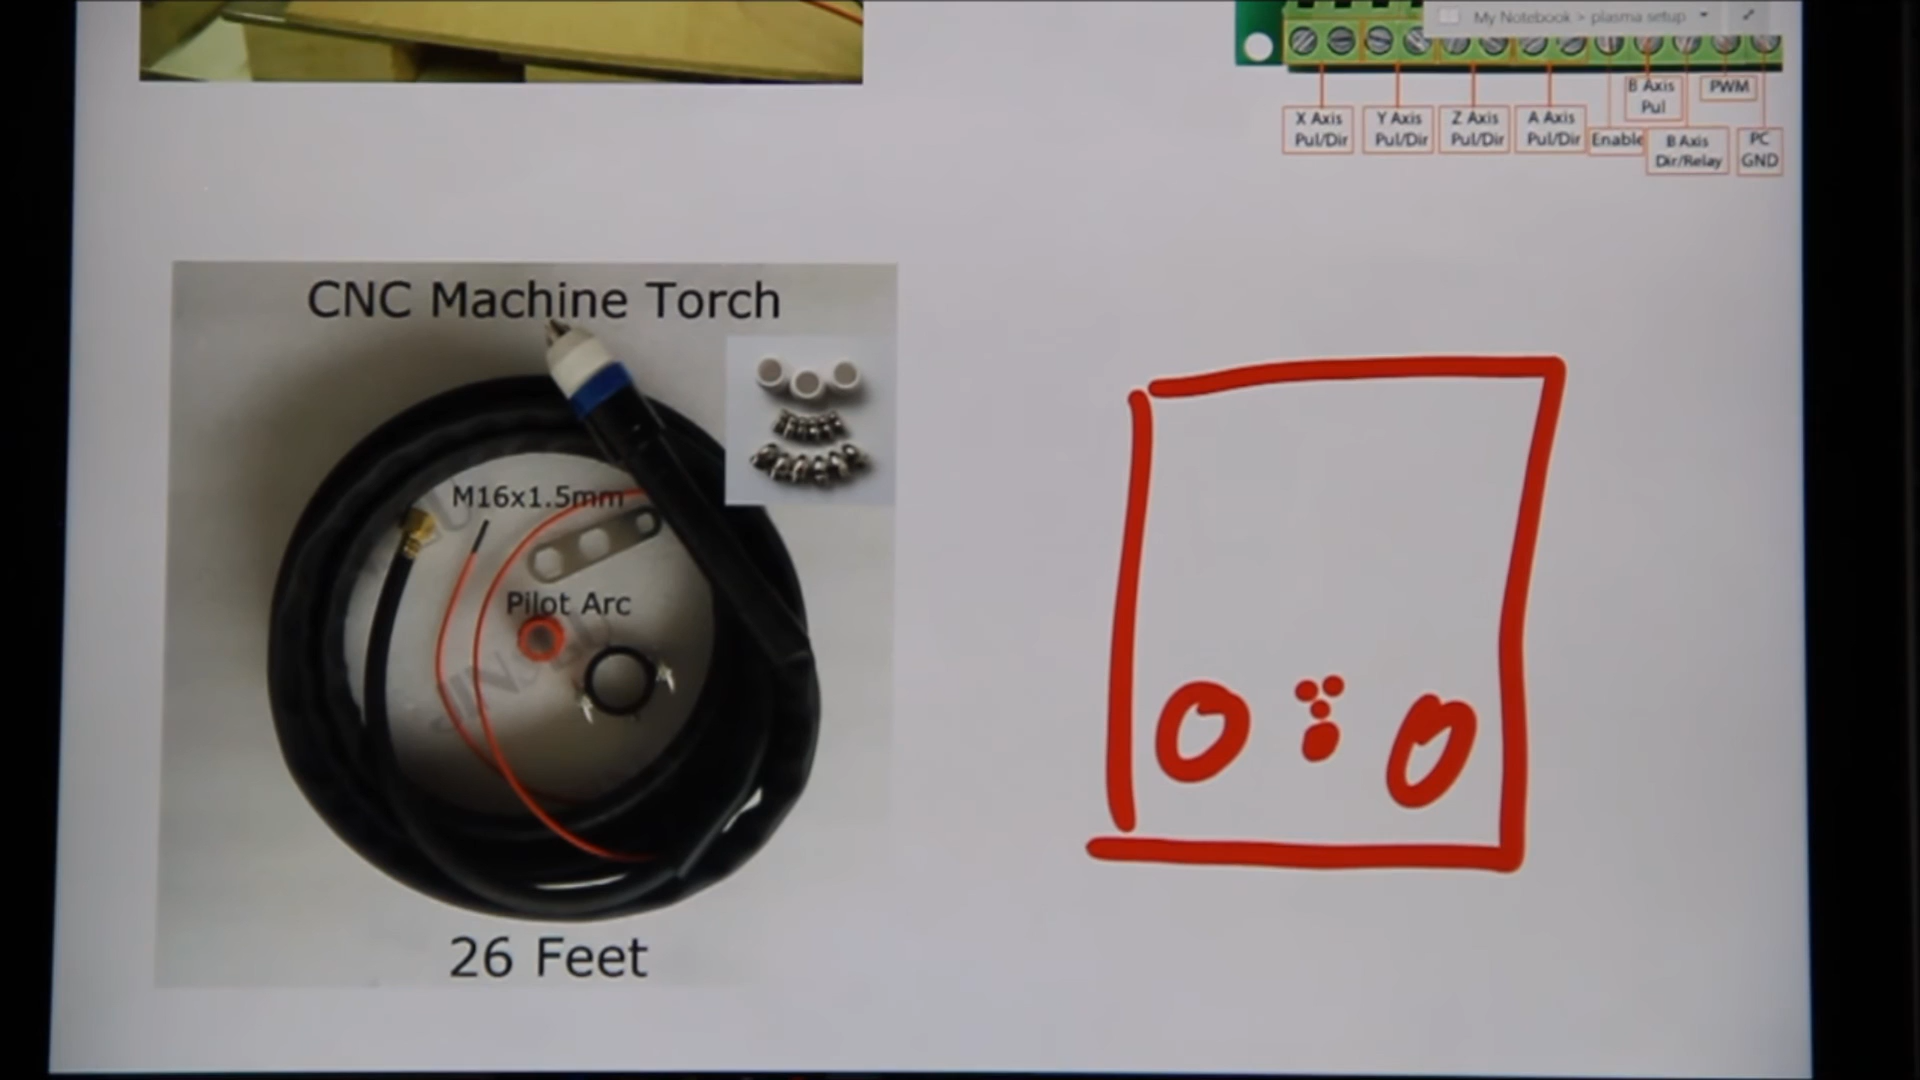 My Notebook > plasma setup
B Axis
Pul
PWM
X Axis
Pul/Dir
Y Axis
Pul/Dir
Z Axis
Pul/Dir
A Axis
Pul/Dir
Enable
B Axis
Dir/Relay
PC
GND
CNC Machine Torch
M16x1.5mm
Pilot Arc
26 Feet